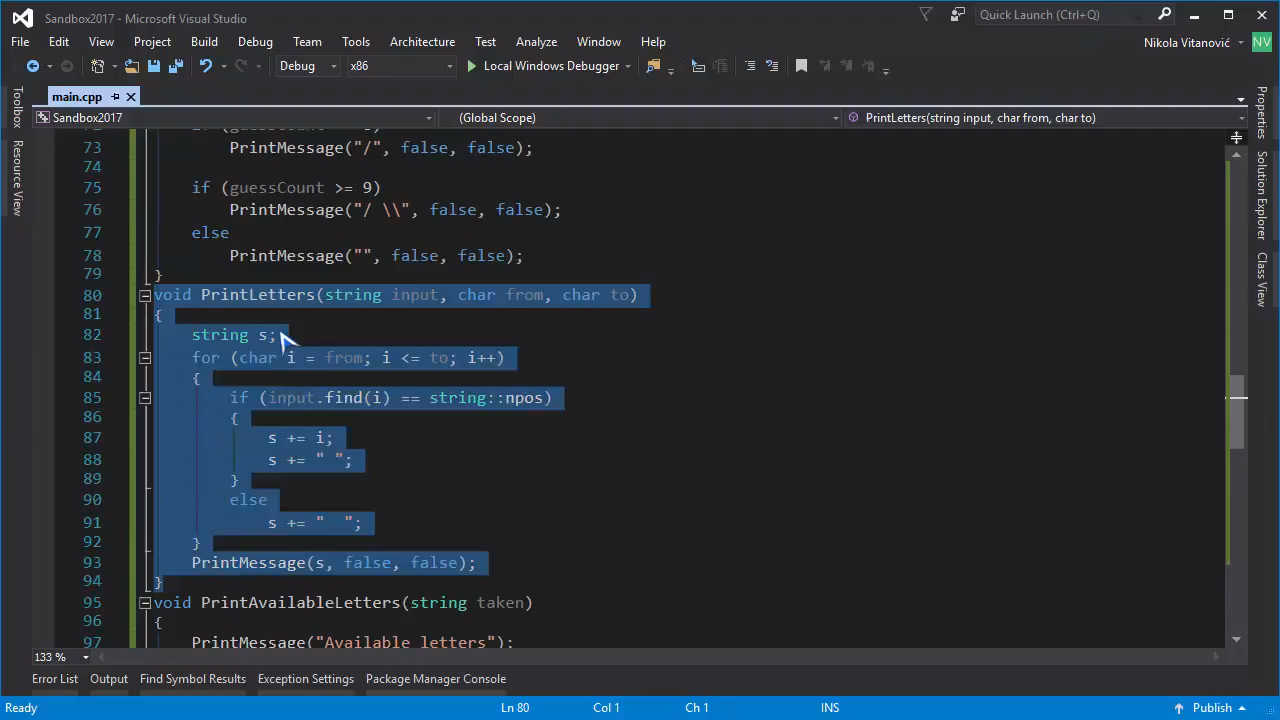 Sandbox2017 - Microsoft Visual Studio
Quick Launch (Ctrl+Q)
File Edit View Project Build Debug Team Tools Architecture Test Analyze Window Help
Nikola Vitanović NV
Debug x86 Local Windows Debugger
main.cpp
Sandbox2017 (Global Scope) PrintLetters(string input, char from, char to)
Toolbox
Resource View
Properties
Solution Explorer
Class View
73 PrintMessage("/", false, false);
74
75 if (guessCount >= 9)
76 PrintMessage("/ \\", false, false);
77 else
78 PrintMessage("", false, false);
79 }
80 void PrintLetters(string input, char from, char to)
81 {
82 string s;
83 for (char i = from; i <= to; i++)
84 {
85 if (input.find(i) == string::npos)
86 {
87 s += i;
88 s += " ";
89 }
90 else
91 s += "  ";
92 }
93 PrintMessage(s, false, false);
94 }
95 void PrintAvailableLetters(string taken)
96 {
97 PrintMessage("Available letters");
133 %
Error List Output Find Symbol Results Exception Settings Package Manager Console
Ready Ln 80 Col 1 Ch 1 INS Publish